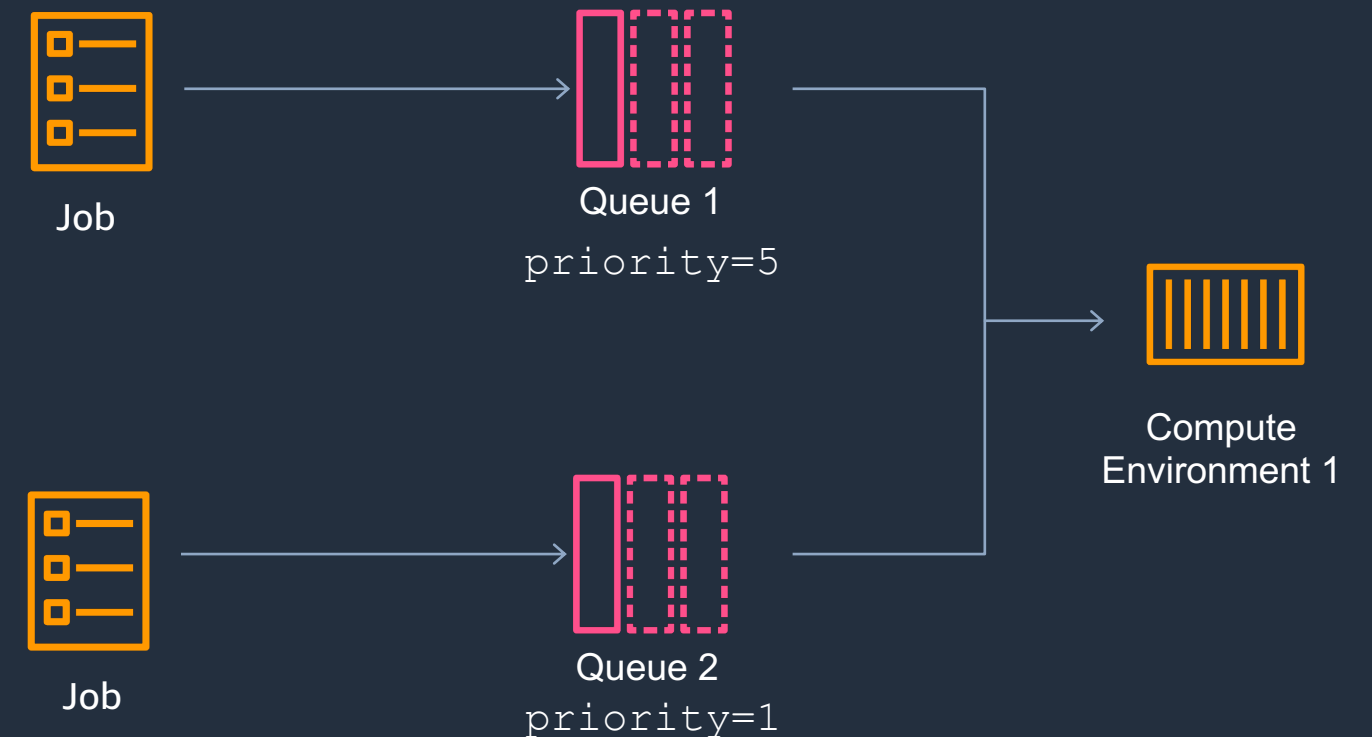 Job
Queue 1
priority=5
Compute
Environment 1
Job
Queue 2
priority=1